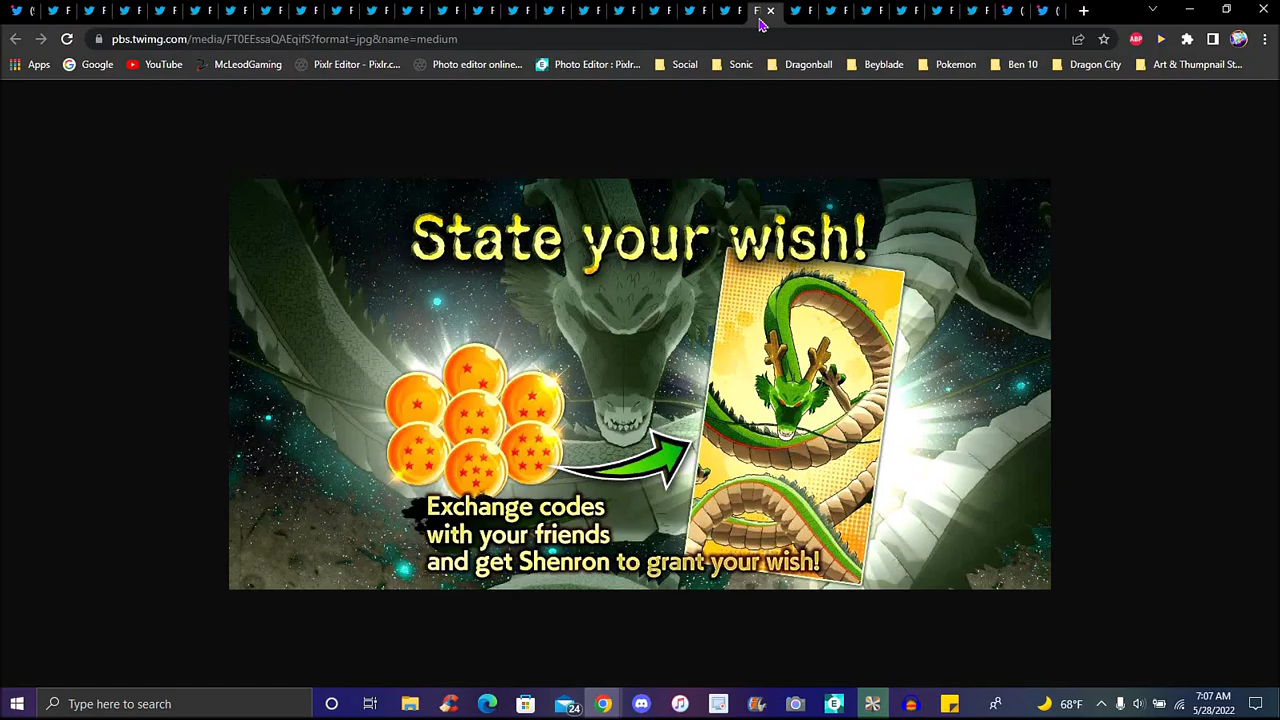 pbs.twimg.com/media/FT0EEssaQAEqifS?format=jpg&name=medium
ABP
Apps
Google
YouTube
McLeodGaming
Pixlr Editor - Pixlr.c...
Photo editor online...
Photo Editor : Pixlr...
Social
Sonic
Dragonball
Beyblade
Pokemon
Ben 10
Dragon City
Art & Thumpnail St...
State your wish!
Exchange codes
with your friends
and get Shenron to grant your wish!
Type here to search
24
68°F
7:07 AM
5/28/2022